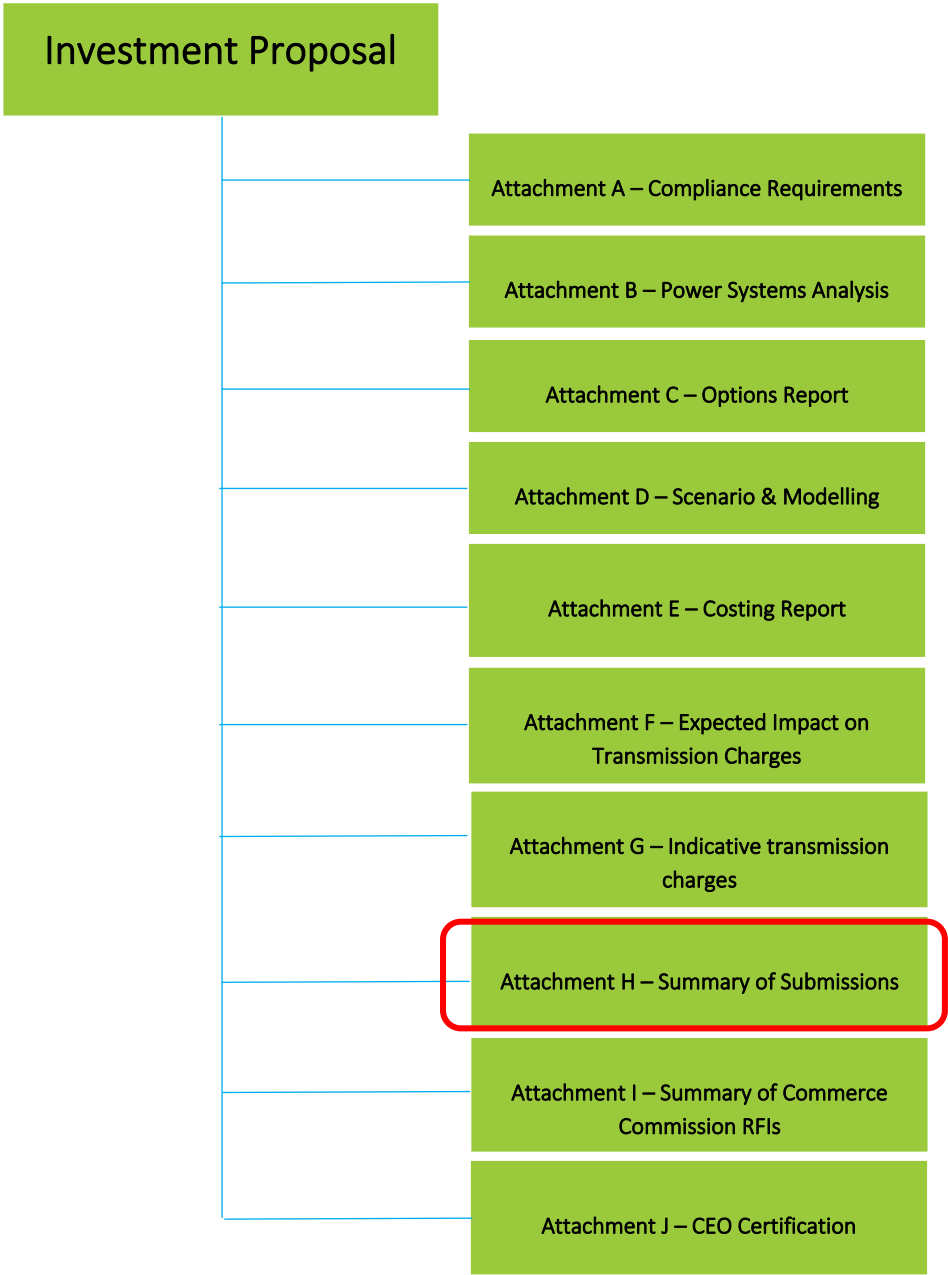 Investment Proposal
Attachment A – Compliance Requirements
Attachment B – Power Systems Analysis
Attachment C – Options Report
Attachment D – Scenario & Modelling
Attachment E – Costing Report
Attachment F – Expected Impact on
Transmission Charges
Attachment G – Indicative transmission
charges
Attachment H – Summary of Submissions
Attachment I – Summary of Commerce
Commission RFIs
Attachment J – CEO Certification